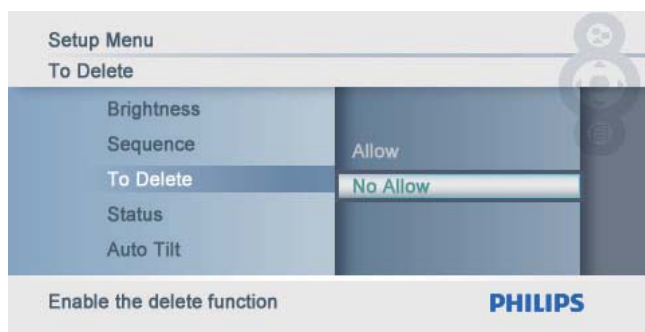 Setup Menu
To Delete
Brightness
Sequence
To Delete
Status
Auto Tilt
Allow
No Allow
Enable the delete function
PHILIPS